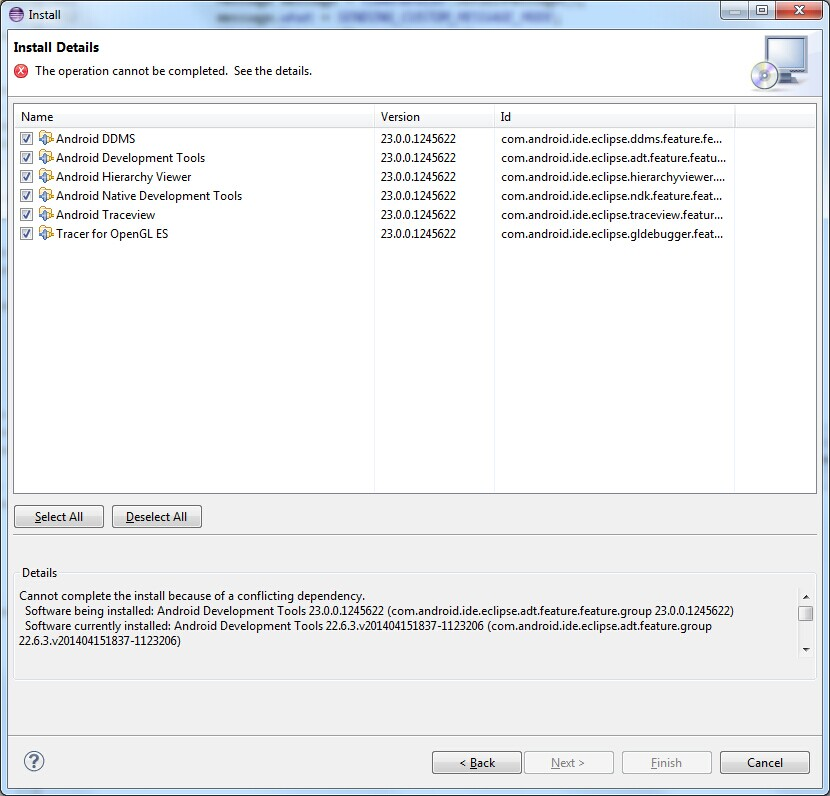 message.what = SENDING_CUSTOM_MESSAGE_MODE;
Install
Install Details
The operation cannot be completed. See the details.
Name Version Id
Android DDMS 23.0.0.1245622 com.android.ide.eclipse.ddms.feature.fe...
Android Development Tools 23.0.0.1245622 com.android.ide.eclipse.adt.feature.featu...
Android Hierarchy Viewer 23.0.0.1245622 com.android.ide.eclipse.hierarchyviewer....
Android Native Development Tools 23.0.0.1245622 com.android.ide.eclipse.ndk.feature.feat...
Android Traceview 23.0.0.1245622 com.android.ide.eclipse.traceview.featur...
Tracer for OpenGL ES 23.0.0.1245622 com.android.ide.eclipse.gldebugger.feat...
Select All Deselect All
Details
Cannot complete the install because of a conflicting dependency.
Software being installed: Android Development Tools 23.0.0.1245622 (com.android.ide.eclipse.adt.feature.feature.group 23.0.0.1245622)
Software currently installed: Android Development Tools 22.6.3.v201404151837-1123206 (com.android.ide.eclipse.adt.feature.group
22.6.3.v201404151837-1123206)
? < Back Next > Finish Cancel